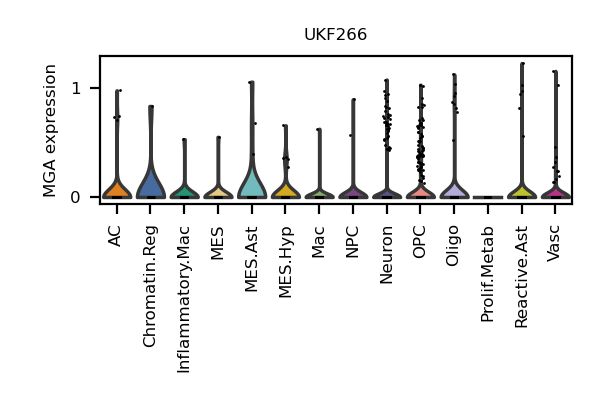 UKF266
MGA expression
1
0
AC
Chromatin.Reg
Inflammatory.Mac
MES
MES.Ast
MES.Hyp
Mac
NPC
Neuron
OPC
Oligo
Prolif.Metab
Reactive.Ast
Vasc